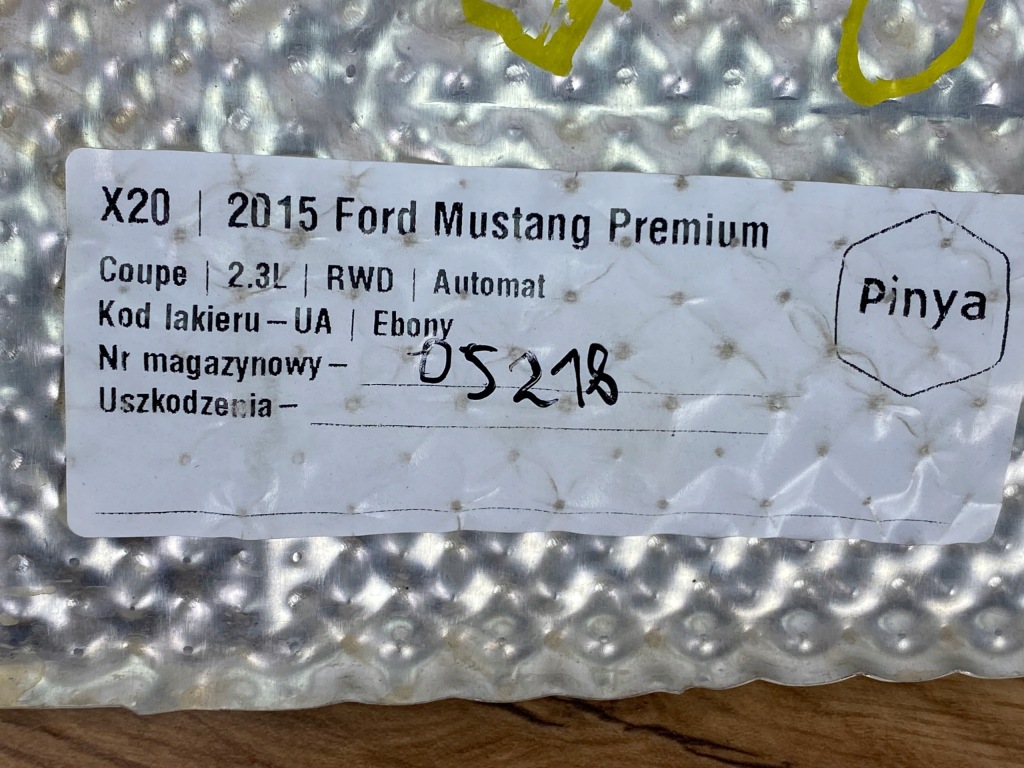 X20 | 2015 Ford Mustang Premium
Coupe | 2.3L | RWD | Automat
Kod lakieru – UA | Ebony
Nr magazynowy – 05218
Uszkodzenia –
Pinya